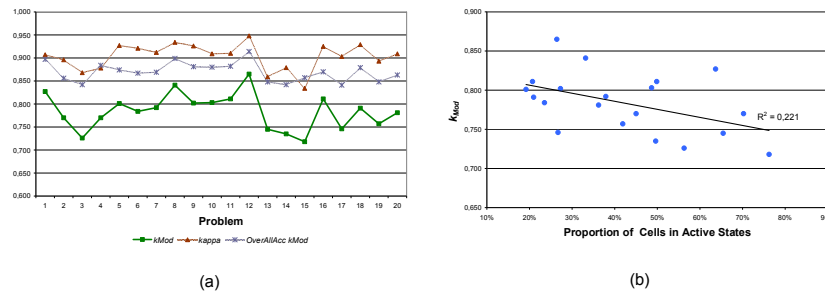 1,000
0,950
0,900
0,850
0,800
0,750
0,700
0,650
0,600
1 2 3 4 5 6 7 8 9 10 11 12 13 14 15 16 17 18 19 20
Problem
kMod kappa OverAllAcc kMod
(a)
0,900
0,850
0,800
0,750
0,700
0,650
k_Mod
R² = 0,221
10% 20% 30% 40% 50% 60% 70% 80% 90%
Proportion of Cells in Active States
(b)